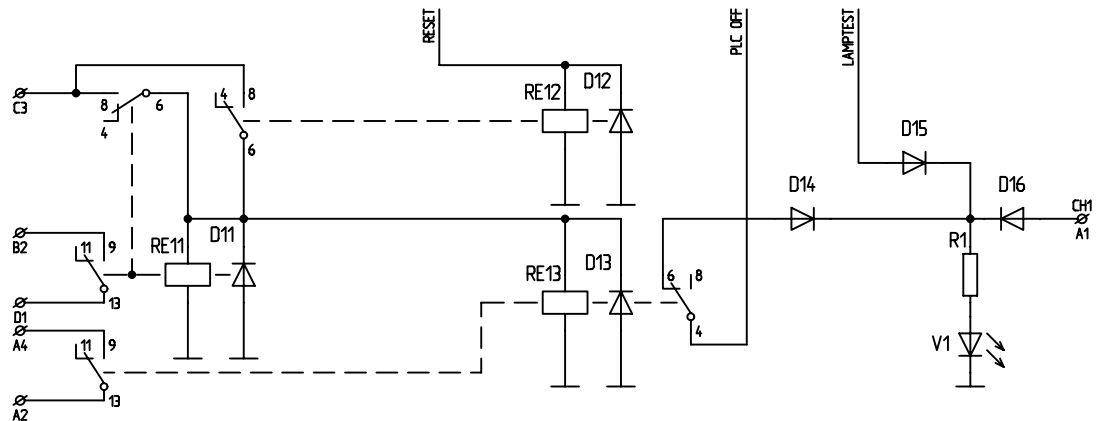 RESET
PLC OFF
LAMPTEST
C3
8
6
4
4
8
6
RE12
D12
D15
D14
D16
CH1
A1
B2
11
9
13
D1
RE11
D11
RE13
D13
6
8
4
R1
V1
A4
11
9
13
A2